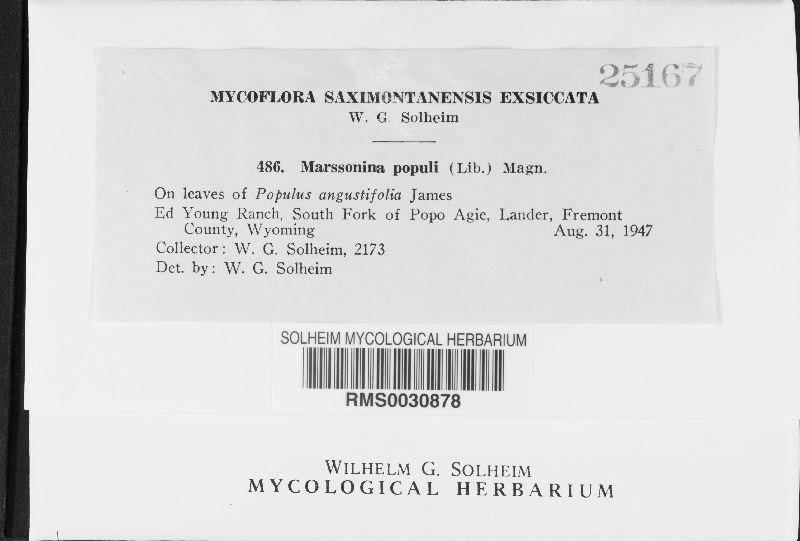 25167
MYCOFLORA SAXIMONTANENSIS EXSICCATA
W. G. Solheim
486. Marssonina populi (Lib.) Magn.
On leaves of Populus angustifolia James
Ed Young Ranch, South Fork of Popo Agie, Lander, Fremont
County, Wyoming Aug. 31, 1947
Collector: W. G. Solheim, 2173
Det. by: W. G. Solheim
SOLHEIM MYCOLOGICAL HERBARIUM
RMS0030878
WILHELM G. SOLHEIM
MYCOLOGICAL HERBARIUM